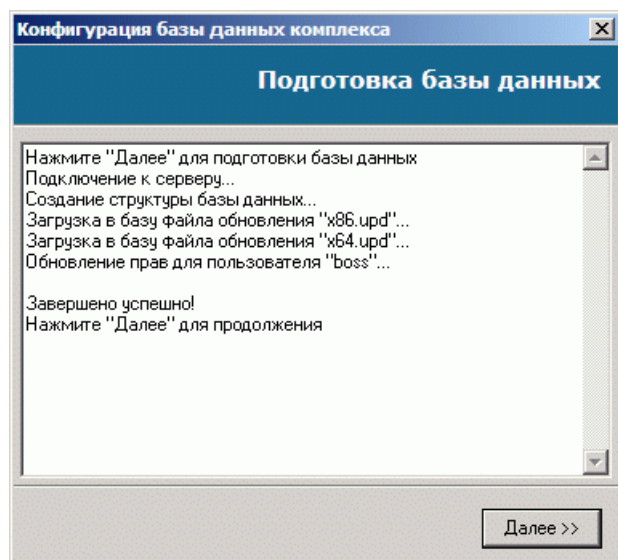 Конфигурация базы данных комплекса
Подготовка базы данных
Нажмите "Далее" для подготовки базы данных
Подключение к серверу...
Создание структуры базы данных...
Загрузка в базу файла обновления "x86.upd"...
Загрузка в базу файла обновления "x64.upd"...
Обновление прав для пользователя "boss"...
Завершено успешно!
Нажмите "Далее" для продолжения
Далее >>